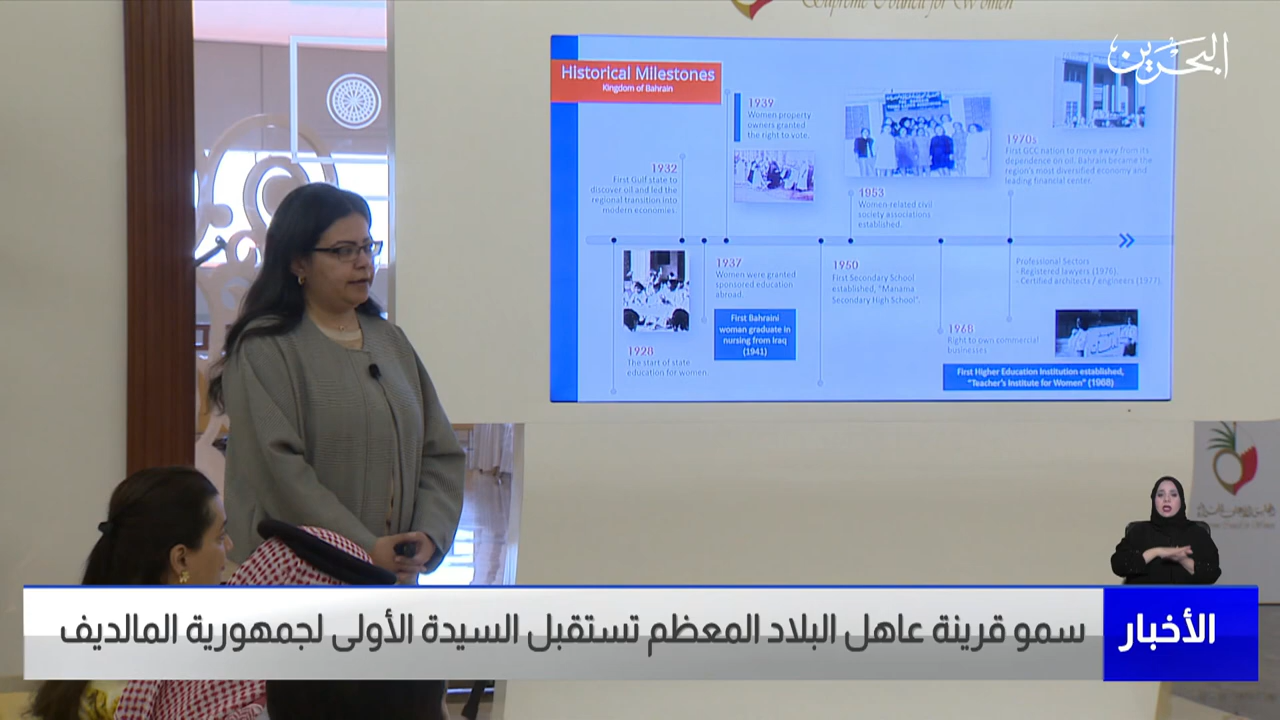 Supreme Council for Women
البحرين
Historical Milestones
Kingdom of Bahrain
1939
Women property
owners granted
the right to vote.
1970s
First GCC nation to move away from its
dependence on oil. Bahrain became the
region's most diversified economy and
leading financial center.
1932
First Gulf state to
discover oil and led the
regional transition into
modern economies.
1953
Women-related civil
society associations
established.
1937
Women were granted
sponsored education
abroad.
First Bahraini
woman graduate in
nursing from Iraq
(1941)
1950
First Secondary School
established, "Manama
Secondary High School".
Professional Sectors
- Registered lawyers (1976).
- Certified architects / engineers (1977).
1928
The start of state
education for women.
1968
Right to own commercial
businesses
First Higher Education Institution established,
"Teacher's Institute for Women" (1968)
الأخبار
سمو قرينة عاهل البلاد المعظم تستقبل السيدة الأولى لجمهورية المالديف